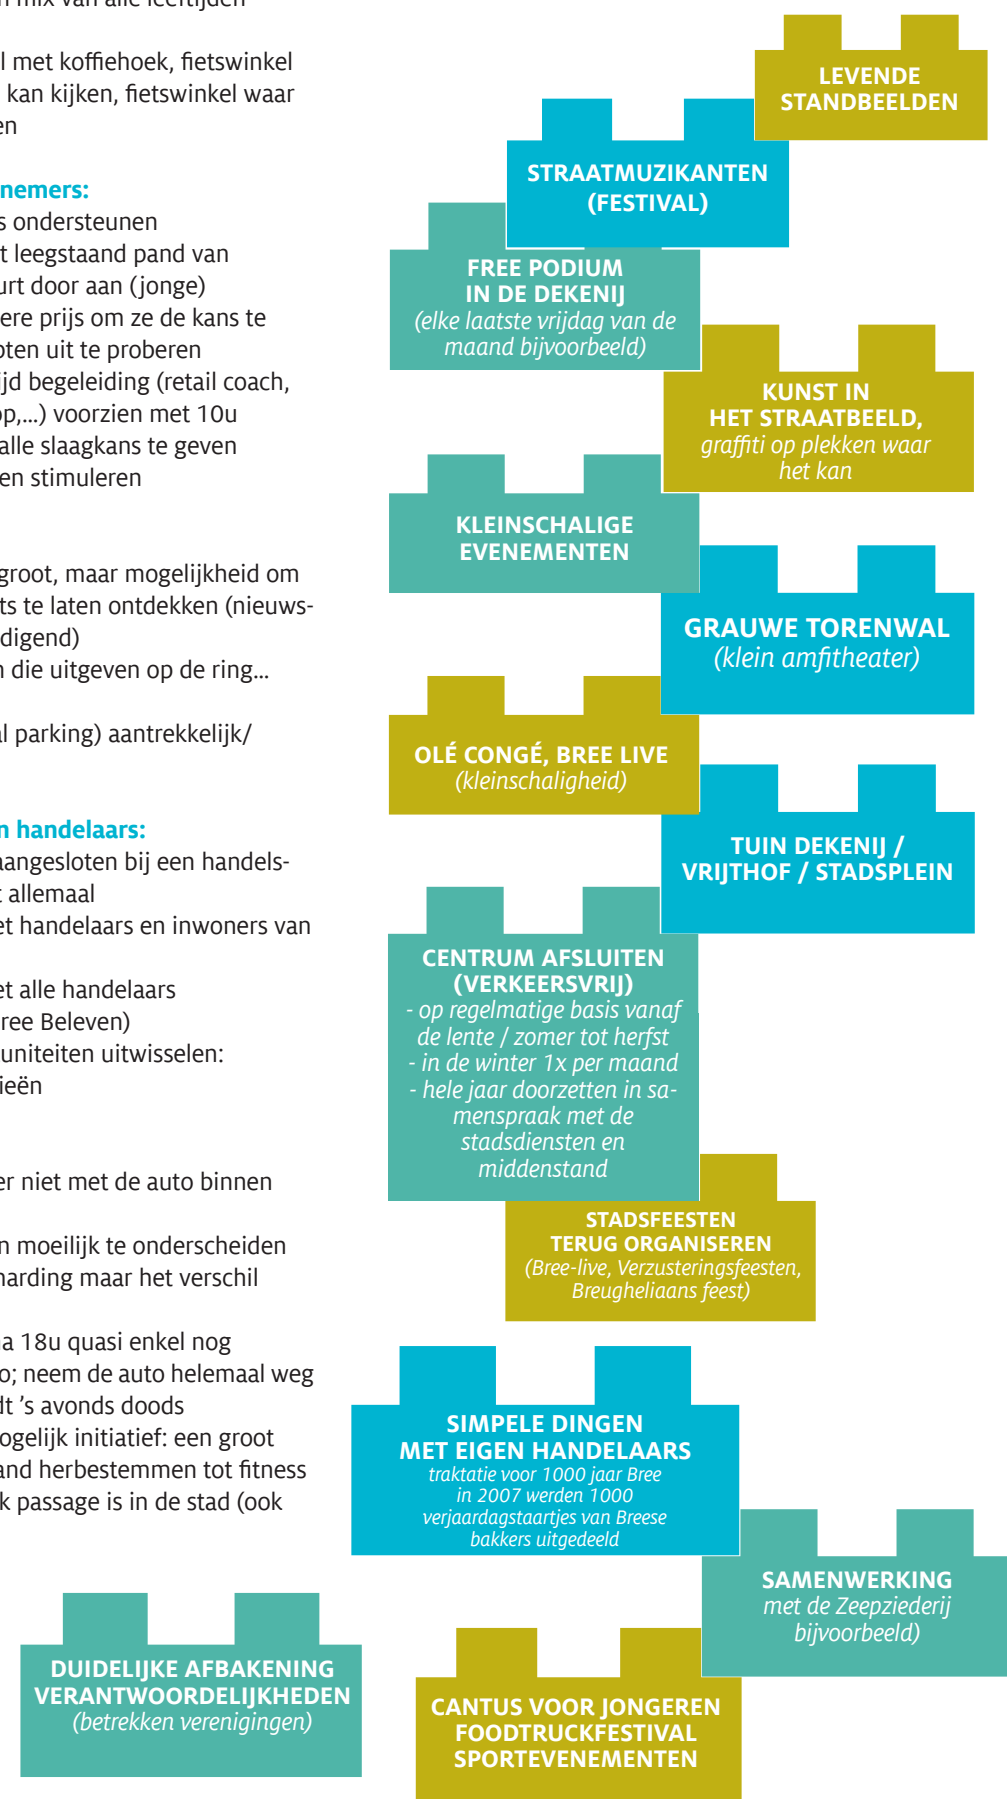 n mix van alle leeftijden
l met koffiehoek, fietswinkel
kan kijken, fietswinkel waar
en
nemers:
s ondersteunen
t leegstaand pand van
urt door aan (jonge)
ere prijs om ze de kans te
pten uit te proberen
ijd begeleiding (retail coach,
op,...) voorzien met 10u
alle slaagkans te geven
en stimuleren
groot, maar mogelijkheid om
ts te laten ontdekken (nieuws-
digend)
n die uitgeven op de ring...
al parking) aantrekkelijk/
n handelaars:
aangesloten bij een handels-
t allemaal
et handelaars en inwoners van
et alle handelaars
ree Beleven)
uniteiten uitwisselen:
ieën
er niet met de auto binnen
n moeilijk te onderscheiden
harding maar het verschil
na 18u quasi enkel nog
o; neem de auto helemaal weg
dt 's avonds doods
ogelijk initiatief: een groot
and herbestemmen tot fitness
k passage is in de stad (ook
LEVENDE
STANDBEELDEN
STRAATMUZIKANTEN
(FESTIVAL)
FREE PODIUM
IN DE DEKENIJ
(elke laatste vrijdag van de
maand bijvoorbeeld)
KUNST IN
HET STRAATBEELD,
graffiti op plekken waar
het kan
KLEINSCHALIGE
EVENEMENTEN
GRAUWE TORENWAL
(klein amfitheater)
OLÉ CONGÉ, BREE LIVE
(kleinschaligheid)
TUIN DEKENIJ /
VRIJTHOF / STADSPLEIN
CENTRUM AFSLUITEN
(VERKEERSVRIJ)
- op regelmatige basis vanaf
de lente / zomer tot herfst
- in de winter 1x per maand
- hele jaar doorzetten in sa-
menspraak met de
stadsdiensten en
middenstand
STADSFEESTEN
TERUG ORGANISEREN
(Bree-live, Verzusteringsfeesten,
Breugheliaans feest)
SIMPELE DINGEN
MET EIGEN HANDELAARS
traktatie voor 1000 jaar Bree
in 2007 werden 1000
verjaardagstaartjes van Breese
bakkers uitgedeeld
SAMENWERKING
met de Zeepziederij
bijvoorbeeld)
DUIDELIJKE AFBAKENING
VERANTWOORDELIJKHEDEN
(betrekken verenigingen)
CANTUS VOOR JONGEREN
FOODTRUCKFESTIVAL
SPORTEVENEMENTEN